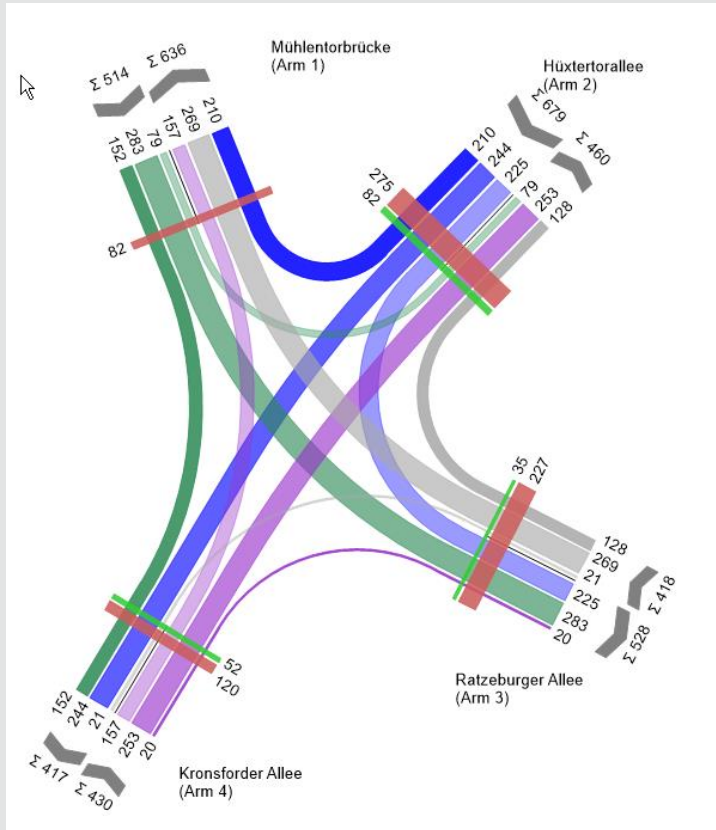 Mühlentorbrücke
(Arm 1)
Σ 514
Σ 636
152
283
79
157
269
210
82
Hüxtertorallee
(Arm 2)
Σ 679
Σ 460
210
244
225
79
253
128
275
82
35
227
128
269
21
225
283
20
Σ 418
Σ 528
Ratzeburger Allee
(Arm 3)
52
120
152
244
21
157
253
20
Σ 417
Σ 430
Kronsforder Allee
(Arm 4)